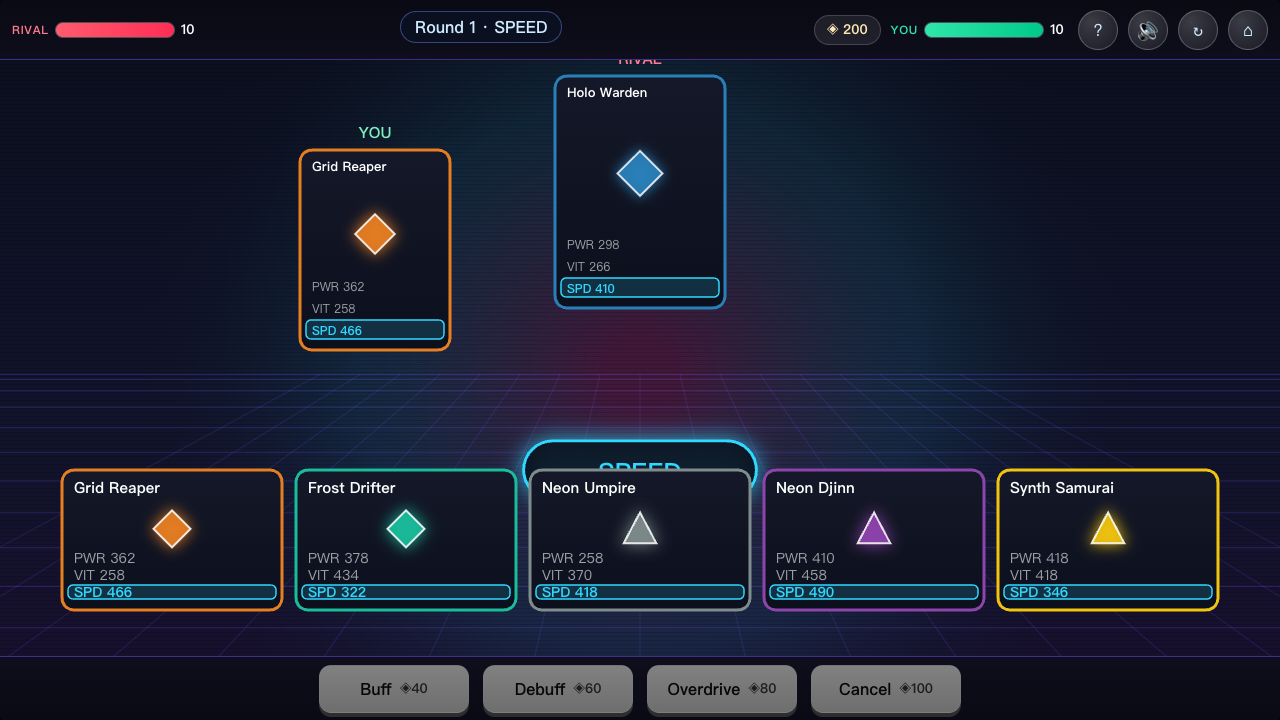 RIVAL 10
Round 1 · SPEED
◈ 200
YOU 10
?
RIVAL
Holo Warden
PWR 298
VIT 266
SPD 410
YOU
Grid Reaper
PWR 362
VIT 258
SPD 466
SPEED
Grid Reaper
PWR 362
VIT 258
SPD 466
Frost Drifter
PWR 378
VIT 434
SPD 322
Neon Umpire
PWR 258
VIT 370
SPD 418
Neon Djinn
PWR 410
VIT 458
SPD 490
Synth Samurai
PWR 418
VIT 418
SPD 346
Buff ◈40
Debuff ◈60
Overdrive ◈80
Cancel ◈100